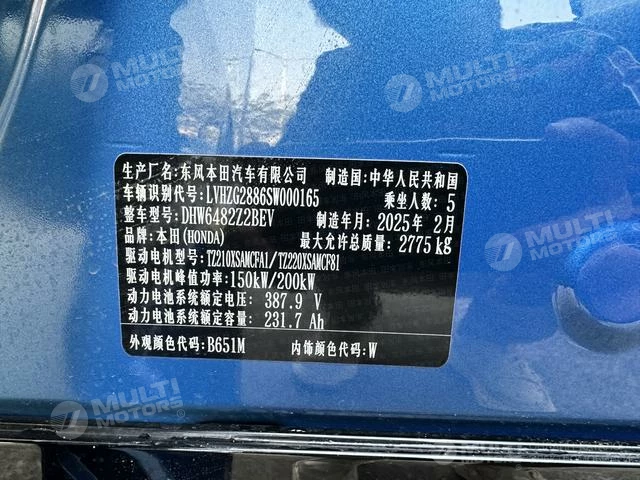 MULTI
MOTORS
MULTI
MOTORS
生产厂名:东风本田汽车有限公司 制造国:中华人民共和国
车辆识别代号:LVHZG2886SW000165 乘坐人数:5
整车型号:DHW6482Z2BEV 制造年月:2025年2月
品牌:本田(HONDA) 最大允许总质量:2775 kg
驱动电机型号:TZ210XSAMCFA1/TZ220XSAMCF81
驱动电机峰值功率:150kW/200kW
动力电池系统额定电压:387.9 V
动力电池系统额定容量:231.7 Ah
外观颜色代码:B651M 内饰颜色代码:W
MULTI
MOTORS
MULTI
MOTORS